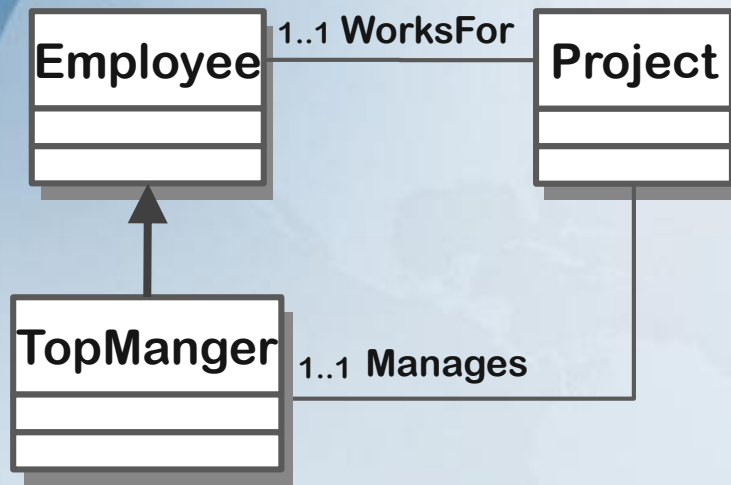 Employee
1..1 WorksFor
Project
TopManger
1..1 Manages